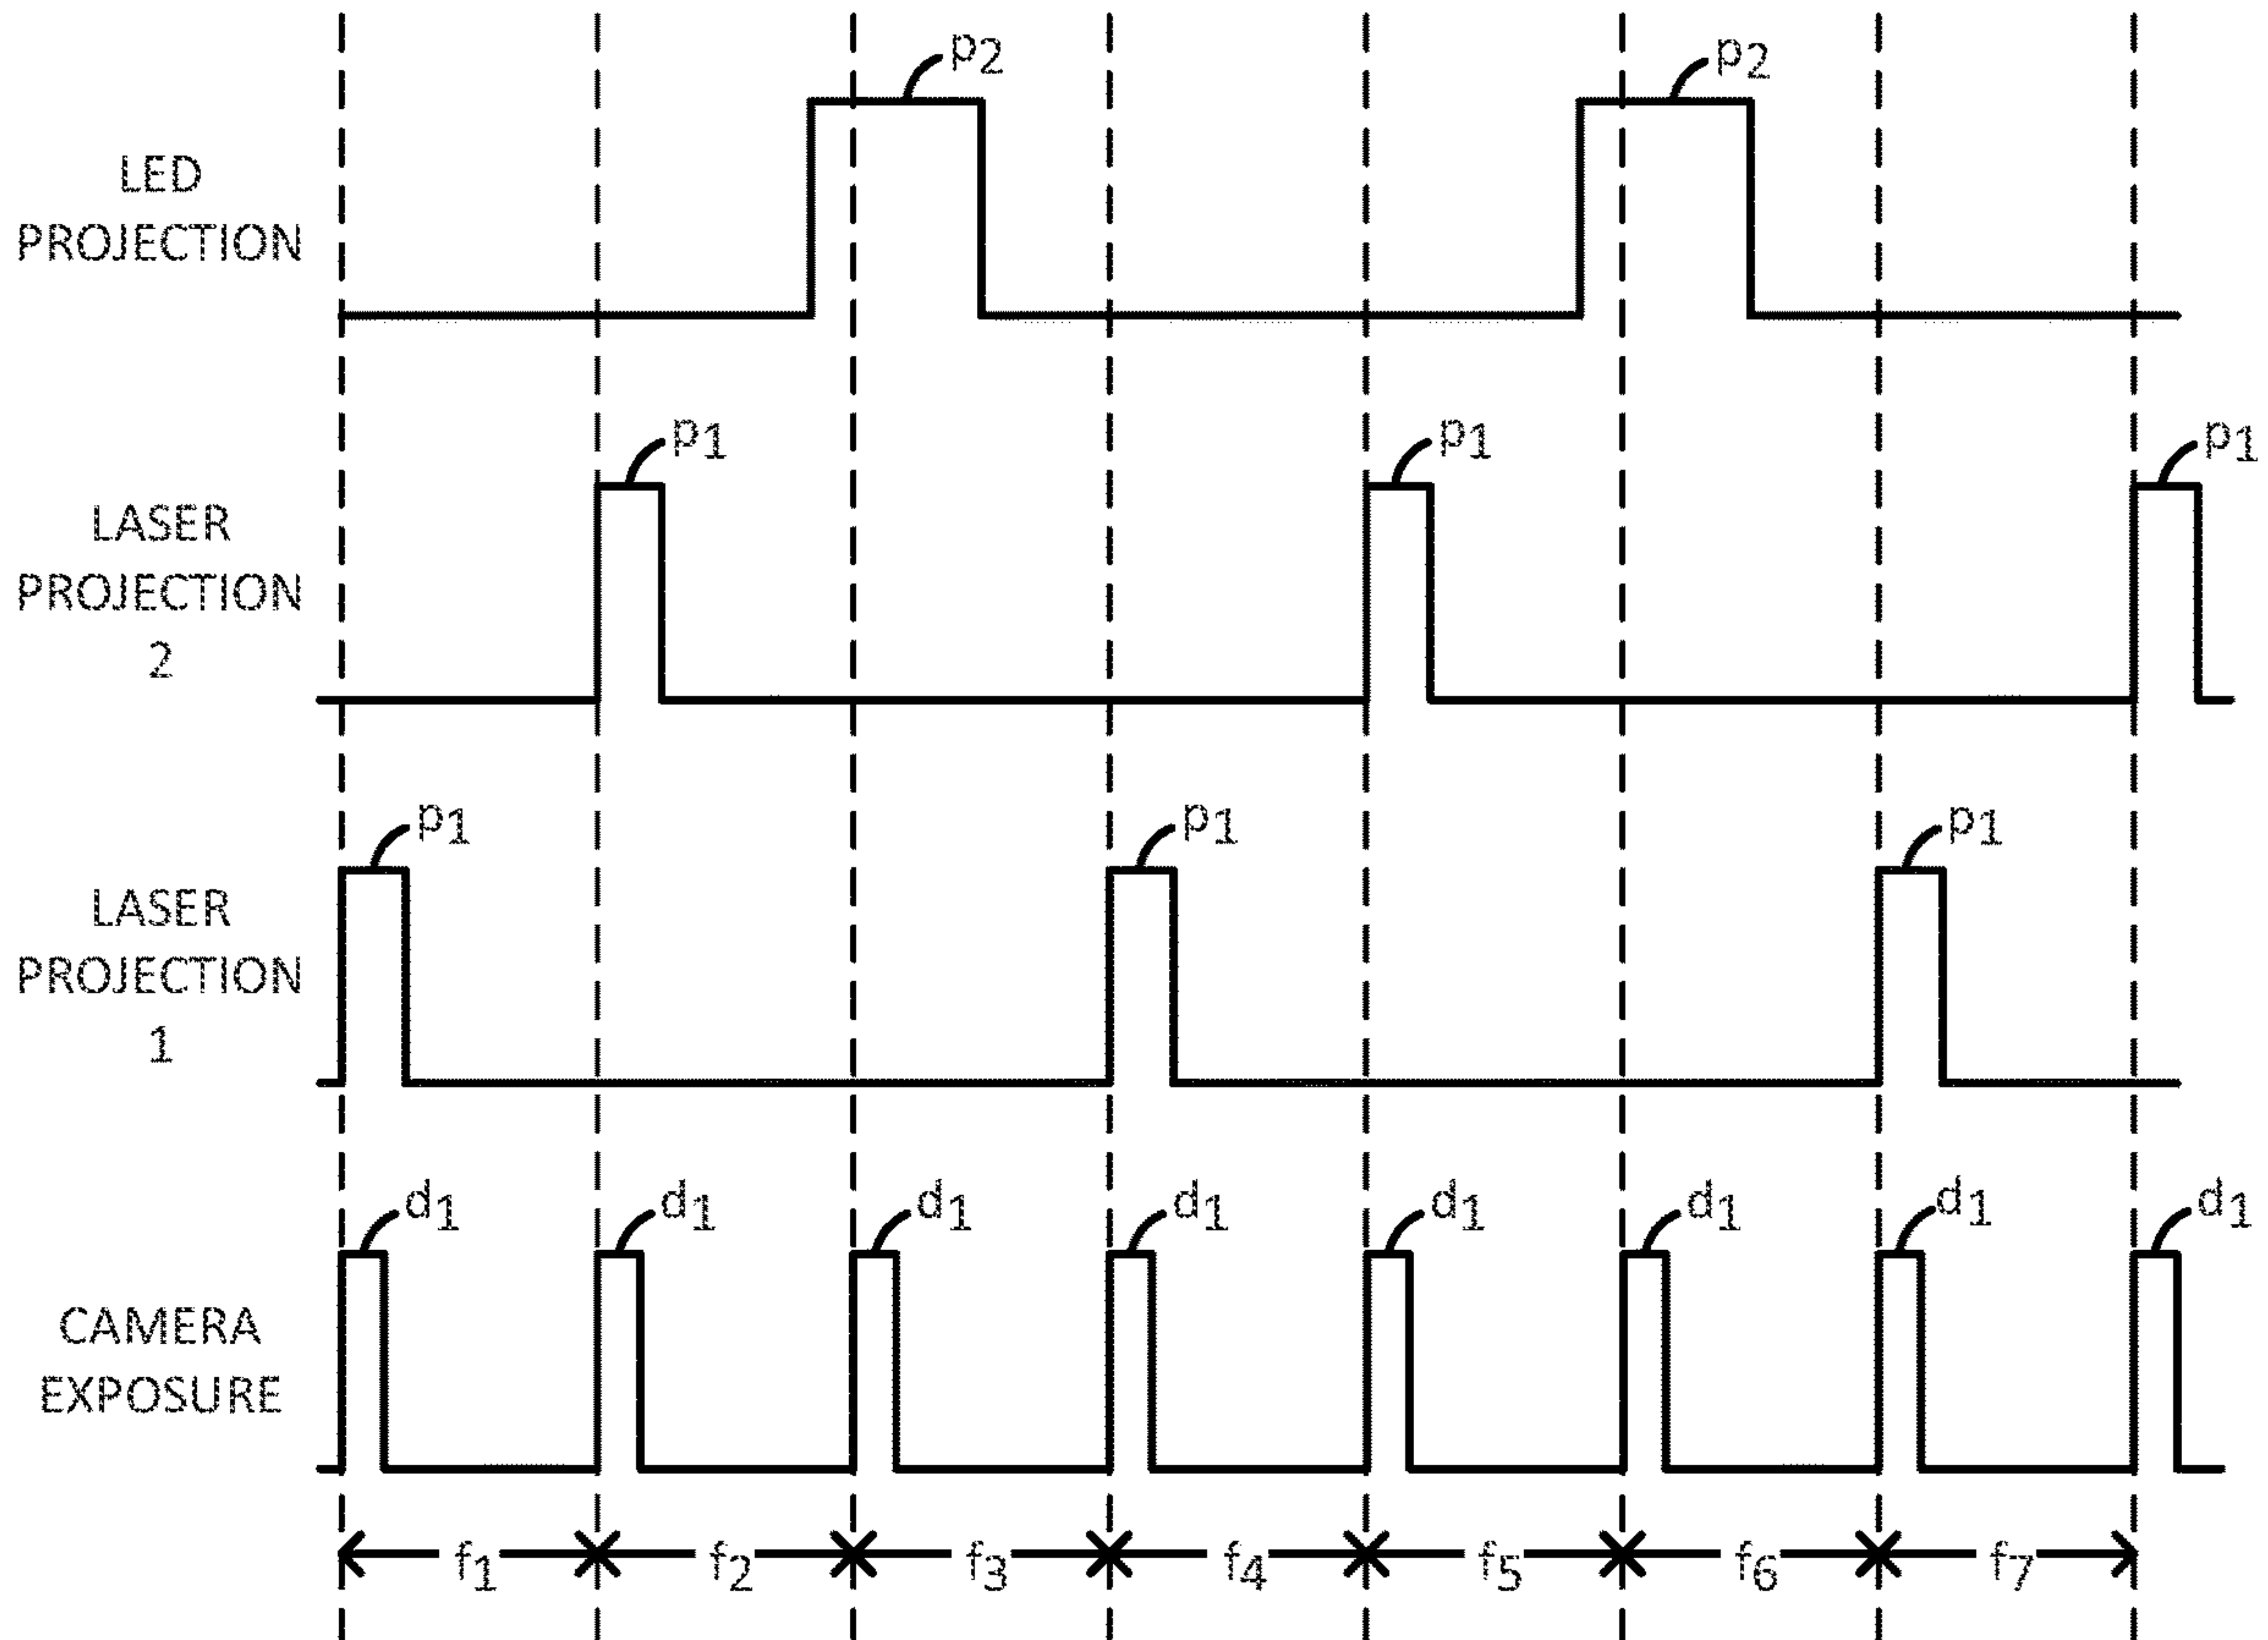 p2 p2
LED
PROJECTION
p1 p1 p1
LASER
PROJECTION
2
p1 p1 p1
LASER
PROJECTION
1
d1 d1 d1 d1 d1 d1 d1 d1
CAMERA
EXPOSURE
f1 f2 f3 f4 f5 f6 f7